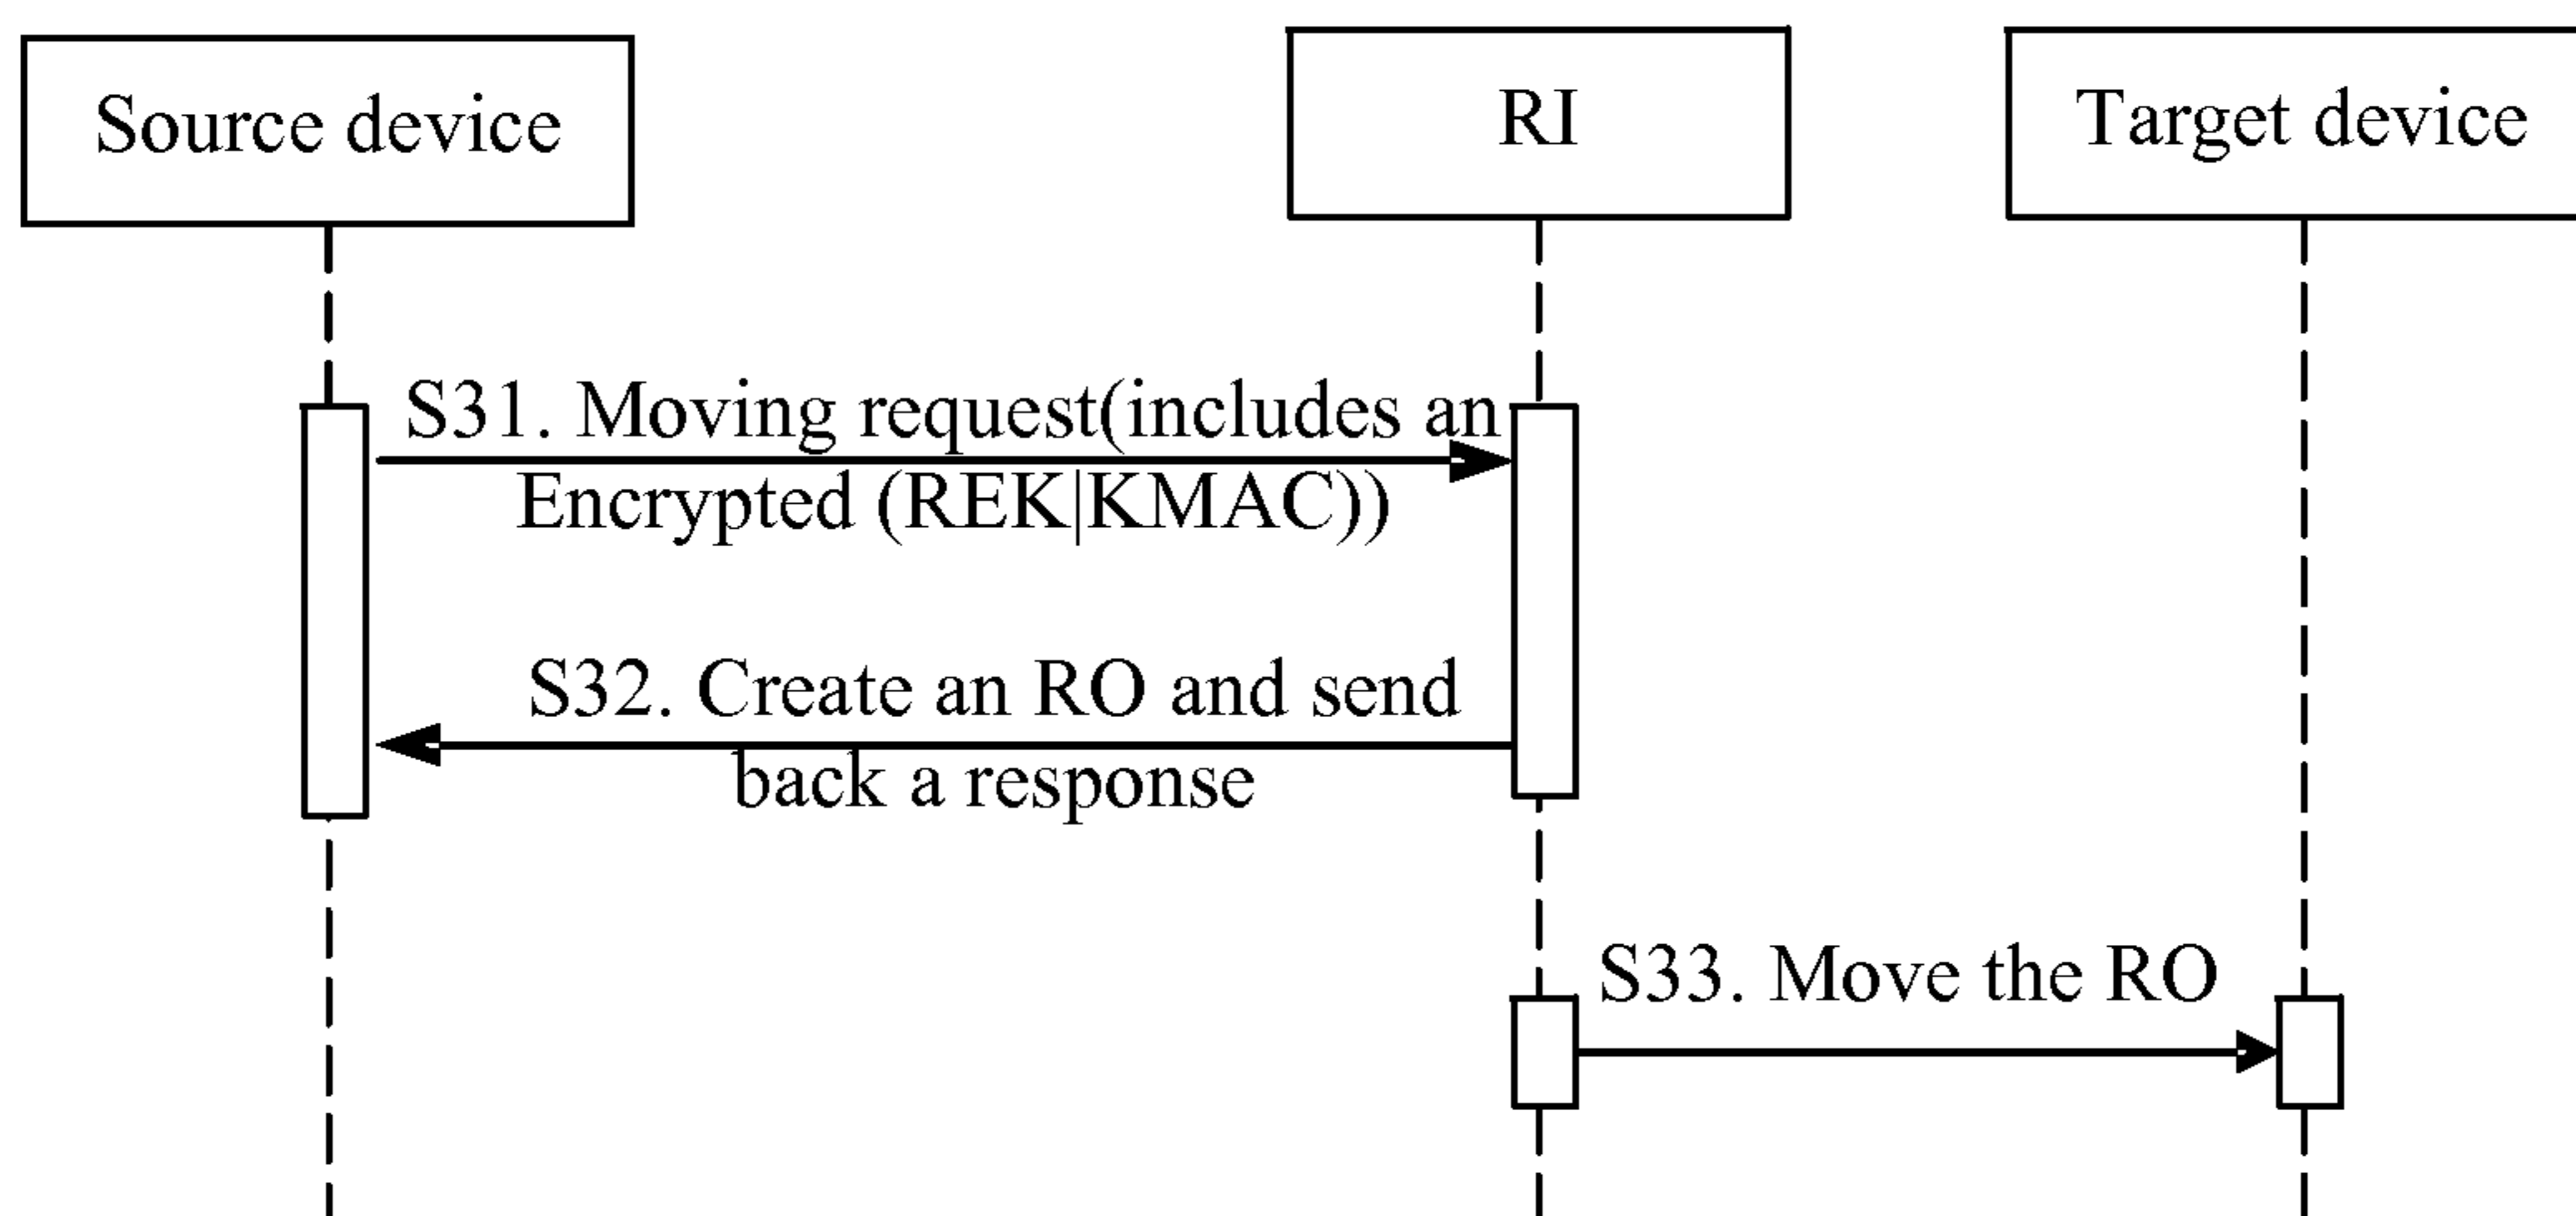 Source device
RI
Target device
S31. Moving request(includes an
Encrypted (REK|KMAC))
S32. Create an RO and send
back a response
S33. Move the RO